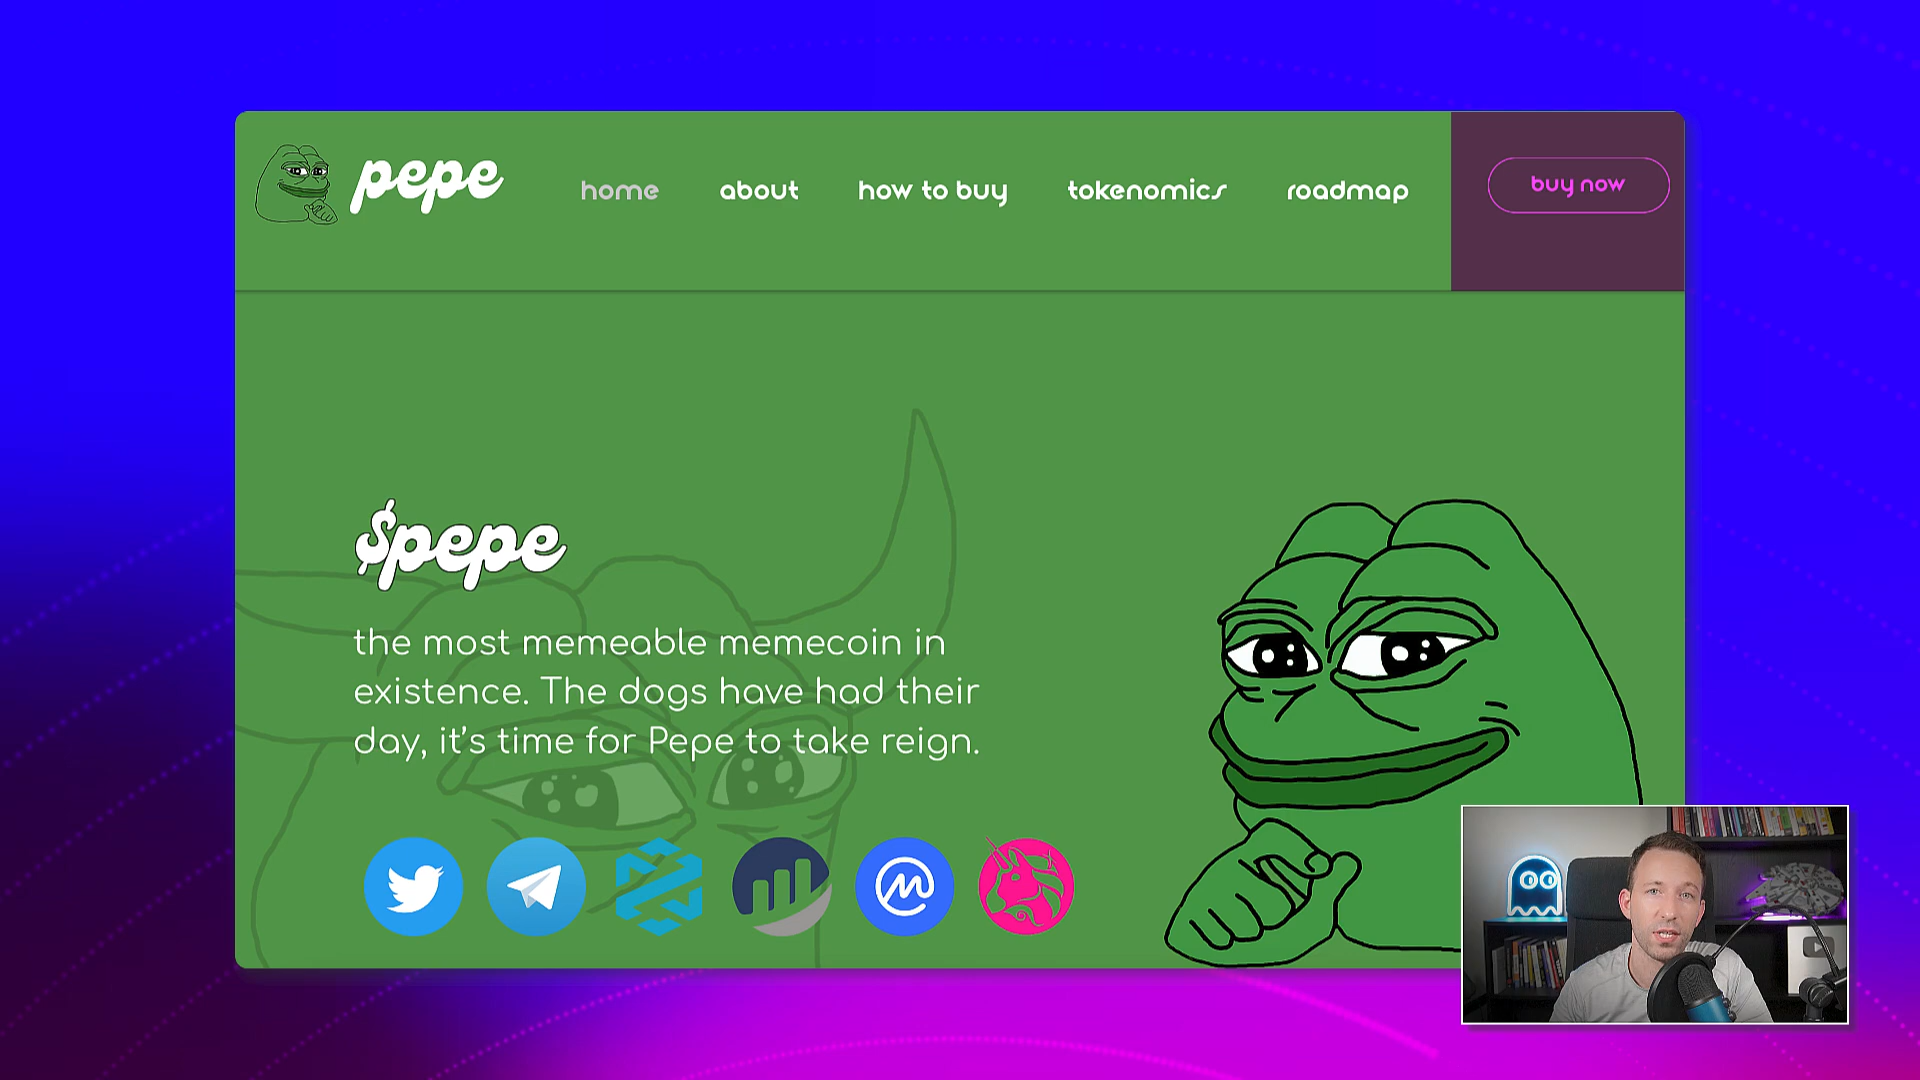 pepe
home
about
how to buy
tokenomics
roadmap
buy now
$pepe
the most memeable memecoin in
existence. The dogs have had their
day, it's time for Pepe to take reign.